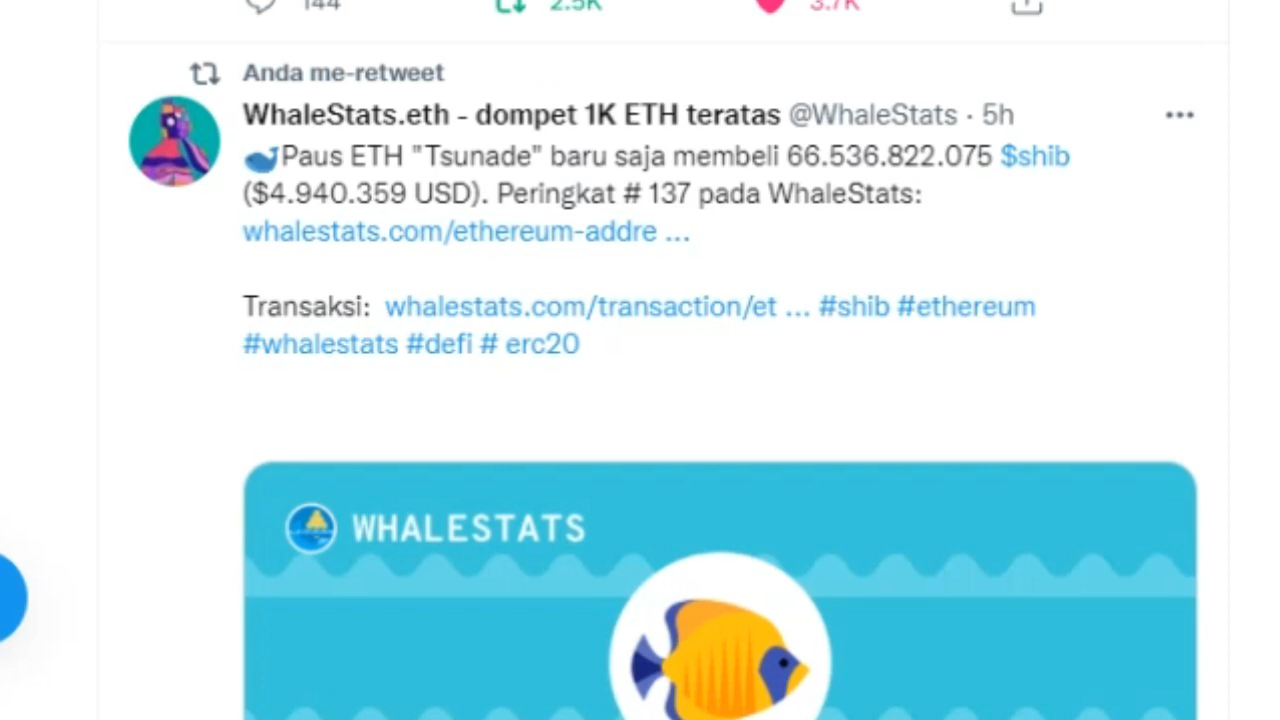 144 2.5K 3.7K
Anda me-retweet
WhaleStats.eth - dompet 1K ETH teratas @WhaleStats · 5h
Paus ETH "Tsunade" baru saja membeli 66.536.822.075 $shib
($4.940.359 USD). Peringkat # 137 pada WhaleStats:
whalestats.com/ethereum-addre ...
Transaksi: whalestats.com/transaction/et ... #shib #ethereum
#whalestats #defi # erc20
WHALESTATS